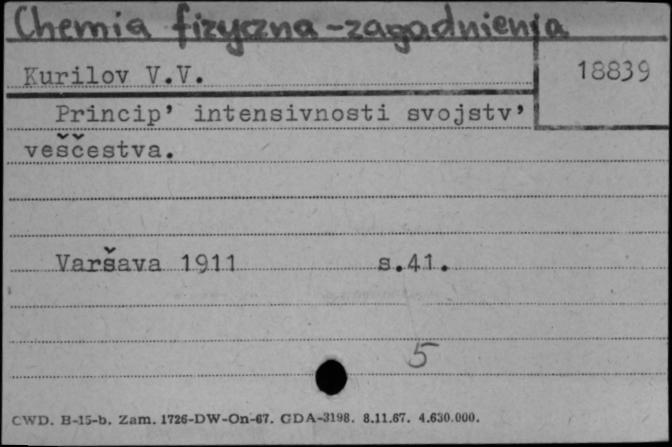 Chemia fizyczna-zagadnienia
Kurilov V.V.
18839
Princip’ intensivnosti svojstv’
veščestva.
Varšava 1911 s.41.
5
CWD. B-15-b. Zam. 1726-DW-On-67. GDA-3198. 8.11.67. 4.630.000.